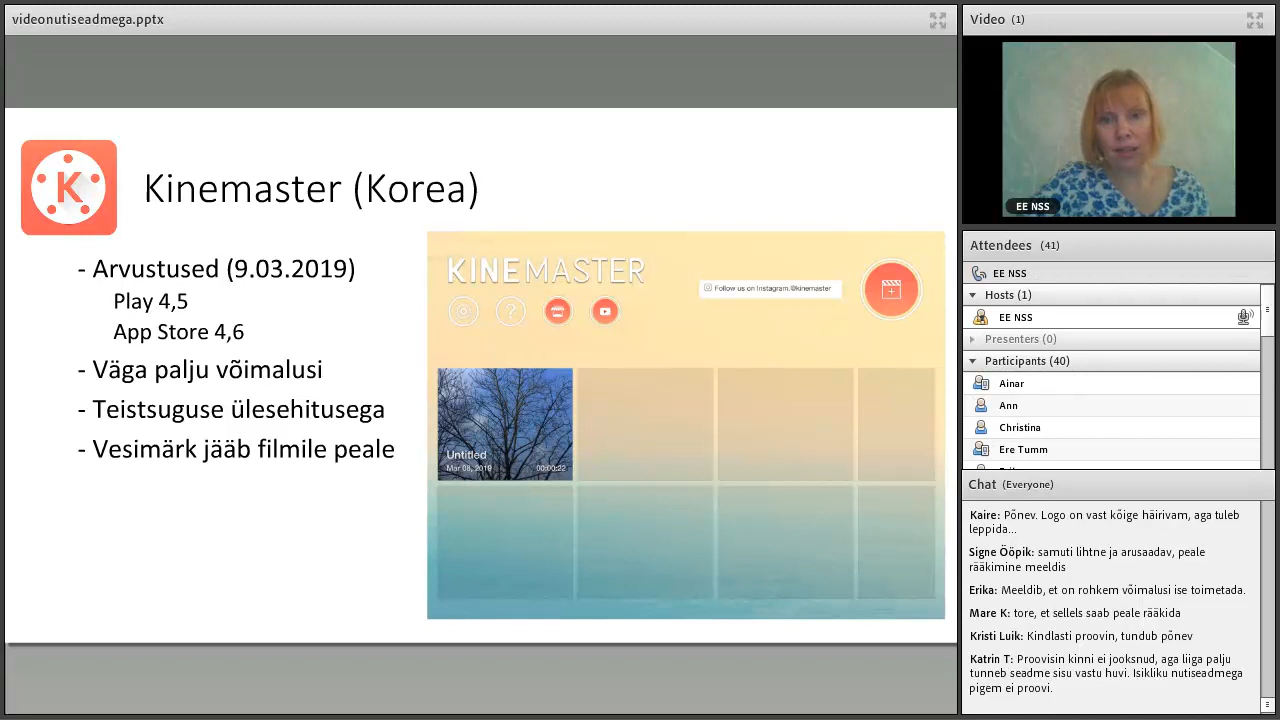 videonutiseadmega.pptx
K
Kinemaster (Korea)
- Arvustused (9.03.2019)
Play 4,5
App Store 4,6
- Väga palju võimalusi
- Teistsuguse ülesehitusega
- Vesimärk jääb filmile peale
KINEMASTER
Follow us on Instagram.@kinemaster
?
Untitled
Mar 08, 2019 00:00:22
Video (1)
EE NSS
Attendees (41)
EE NSS
Hosts (1)
EE NSS
Presenters (0)
Participants (40)
Ainar
Ann
Christina
Ere Tumm
Chat (Everyone)
Kaire: Põnev. Logo on vast kõige häirivam, aga tuleb
leppida...
Signe Ööpik: samuti lihtne ja arusaadav, peale
rääkimine meeldis
Erika: Meeldib, et on rohkem võimalusi ise toimetada.
Mare K: tore, et sellels saab peale rääkida
Kristi Luik: Kindlasti proovin, tundub põnev
Katrin T: Proovisin kinni ei jooksnud, aga liiga palju
tunneb seadme sisu vastu huvi. Isikliku nutiseadmega
pigem ei proovi.